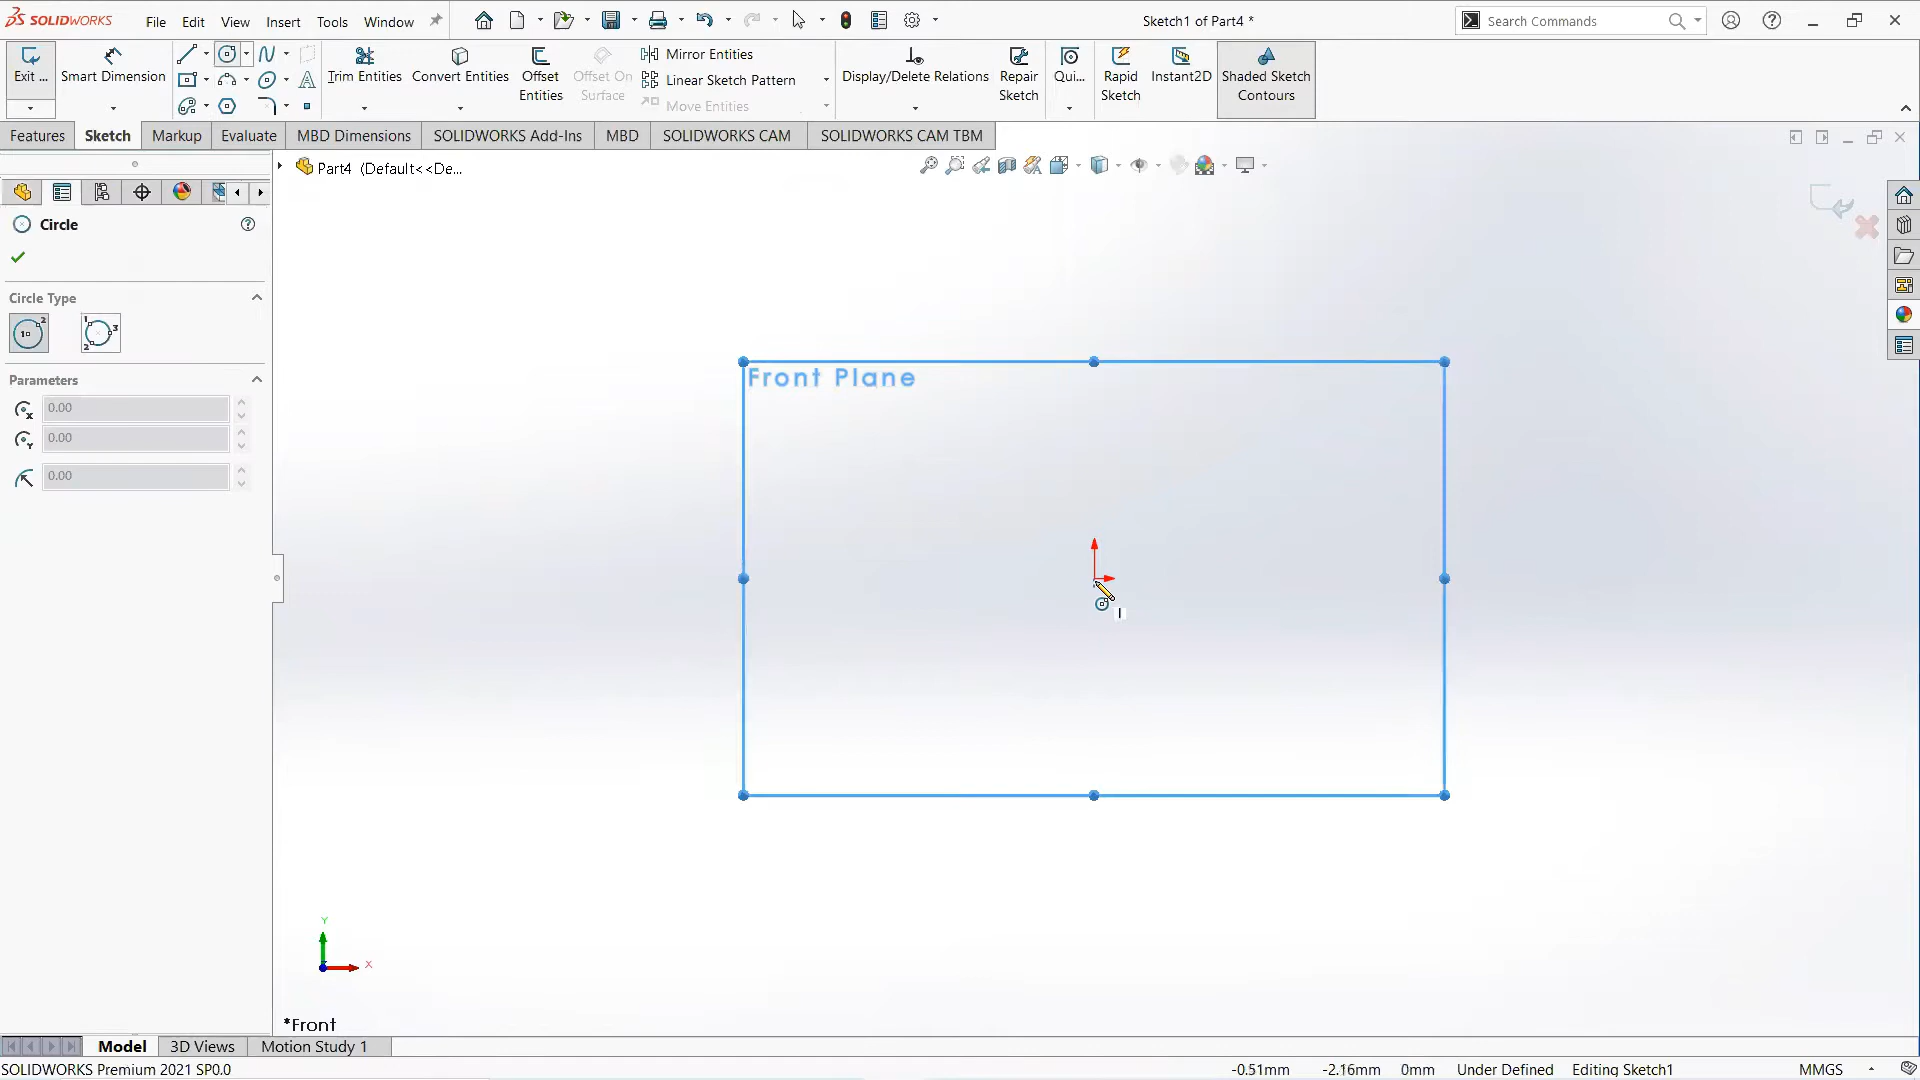 SOLIDWORKS File Edit View Insert Tools Window Sketch1 of Part4 * Search Commands
Exit ... Smart Dimension Trim Entities Convert Entities Offset Entities Offset On Surface Mirror Entities Display/Delete Relations Repair Sketch Qui... Rapid Sketch Instant2D Shaded Sketch Contours
Linear Sketch Pattern
Move Entities
Features Sketch Markup Evaluate MBD Dimensions SOLIDWORKS Add-Ins MBD SOLIDWORKS CAM SOLIDWORKS CAM TBM
Part4 (Default<<De...
Circle
Circle Type
Parameters
0.00
0.00
0.00
Front Plane
Y
X
*Front
Model 3D Views Motion Study 1
SOLIDWORKS Premium 2021 SP0.0 -0.51mm -2.16mm 0mm Under Defined Editing Sketch1 MMGS